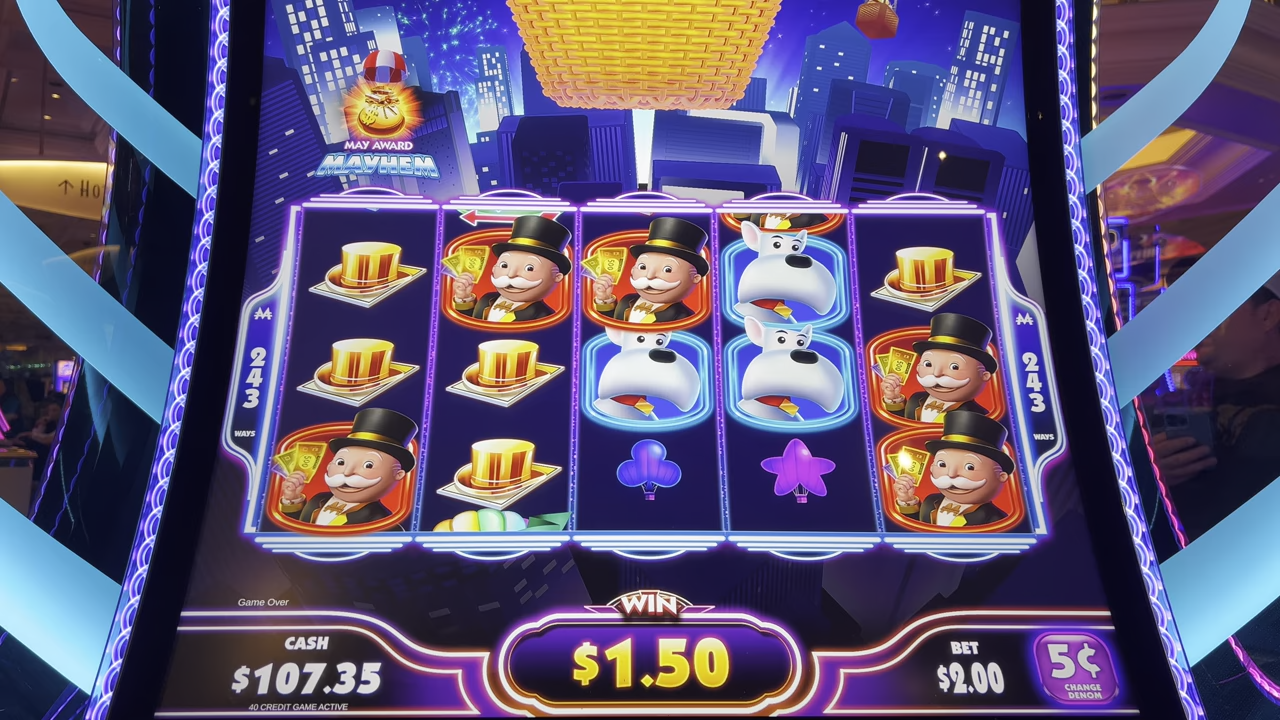 MAY AWARD
MAYHEM
↑ Ho
243
WAYS
243
WAYS
Game Over
WIN
CASH
$107.35
$1.50
BET
$2.00
5¢
CHANGE
DENOM
40 CREDIT GAME ACTIVE